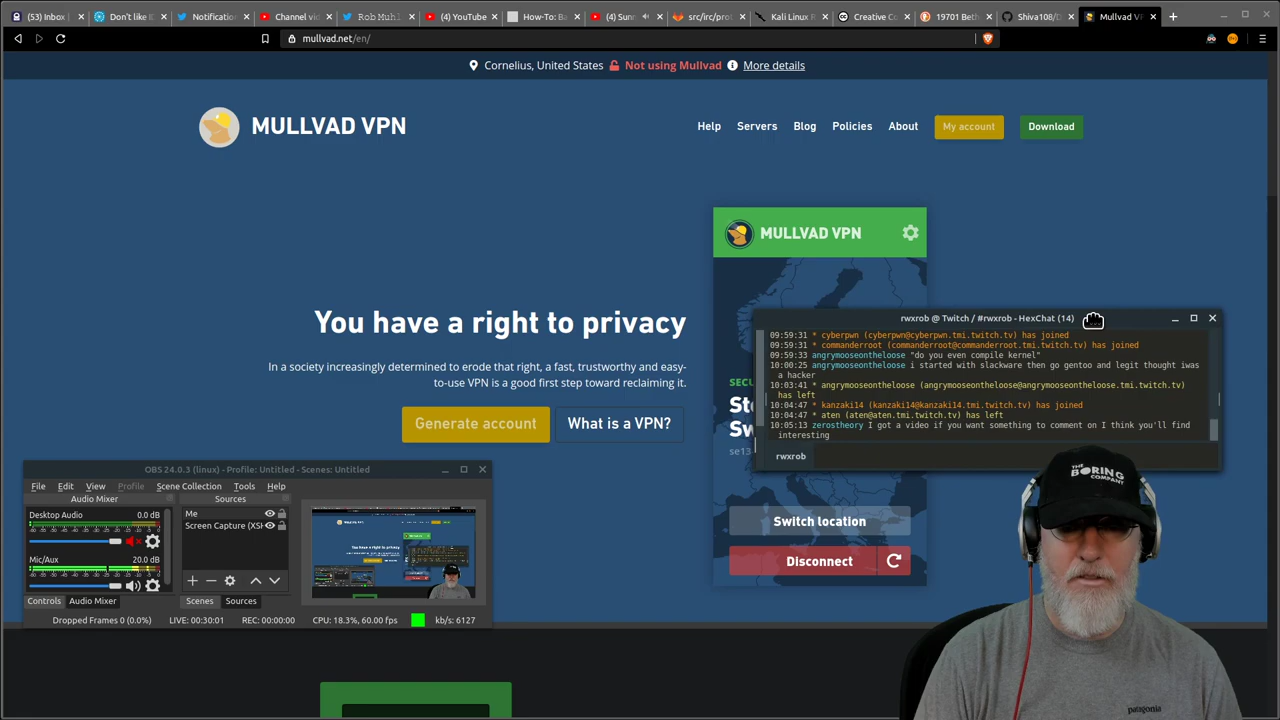 (53) Inbox
Don't like
Notification
Channel vid
Rob Muhl
(4) YouTube
How-To: Ba
(4) Sunn
src/irc/prot
Kali Linux R
Creative Co
19701 Beth
Shiva108/D
Mullvad VP
mullvad.net/en/
Cornelius, United States Not using Mullvad More details
MULLVAD VPN
Help Servers Blog Policies About My account Download
MULLVAD VPN
You have a right to privacy
In a society increasingly determined to erode that right, a fast, trustworthy and easy-
to-use VPN is a good first step toward reclaiming it.
Generate account What is a VPN?
SECU
Sto
Sw
se13
Switch location
Disconnect
rwxrob @ Twitch / #rwxrob - HexChat (14)
09:59:31 * cyberpwn (cyberpwn@cyberpwn.tmi.twitch.tv) has joined
09:59:31 * commanderroot (commanderroot@commanderroot.tmi.twitch.tv) has joined
09:59:33 angrymooseontheloose "do you even compile kernel"
10:00:25 angrymooseontheloose i started with slackware then go gentoo and legit thought iwas
a hacker
10:03:41 * angrymooseontheloose (angrymooseontheloose@angrymooseontheloose.tmi.twitch.tv)
has left
10:04:47 * kanzaki14 (kanzaki14@kanzaki14.tmi.twitch.tv) has joined
10:04:47 * aten (aten@aten.tmi.twitch.tv) has left
10:05:13 zerostheory I got a video if you want something to comment on I think you'll find
interesting
rwxrob
OBS 24.0.3 (linux) - Profile: Untitled - Scenes: Untitled
File Edit View Profile Scene Collection Tools Help
Audio Mixer Sources
Desktop Audio 0.0 dB
Mic/Aux 20.0 dB
Me
Screen Capture (XSH
Controls Audio Mixer Scenes Sources
Dropped Frames 0 (0.0%) LIVE: 00:30:01 REC: 00:00:00 CPU: 18.3%, 60.00 fps kb/s: 6127
THE
BORING
COMPANY
patagonia